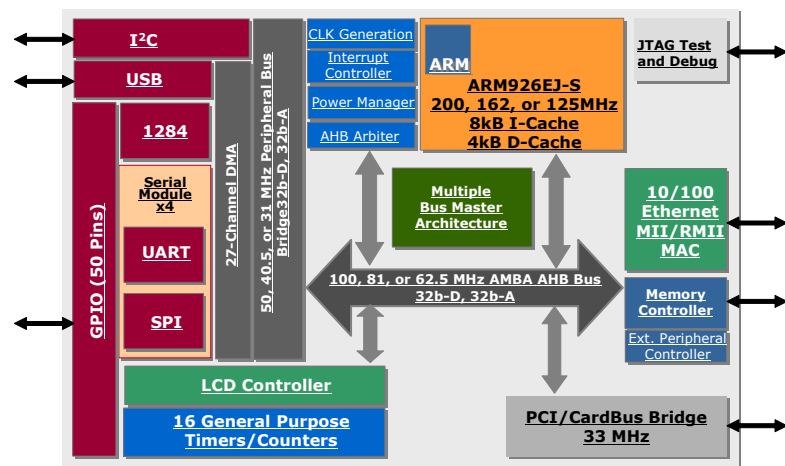 I²C
USB
1284
Serial
Module
x4
UART
SPI
GPIO (50 Pins)
27-Channel DMA
50, 40.5, or 31 MHz Peripheral Bus
Bridge32b-D, 32b-A
CLK Generation
Interrupt
Controller
Power Manager
AHB Arbiter
ARM
ARM926EJ-S
200, 162, or 125MHz
8kB I-Cache
4kB D-Cache
JTAG Test
and Debug
Multiple
Bus Master
Architecture
10/100
Ethernet
MII/RMII
MAC
100, 81, or 62.5 MHz AMBA AHB Bus
32b-D, 32b-A
Memory
Controller
Ext. Peripheral
Controller
LCD Controller
16 General Purpose
Timers/Counters
PCI/CardBus Bridge
33 MHz